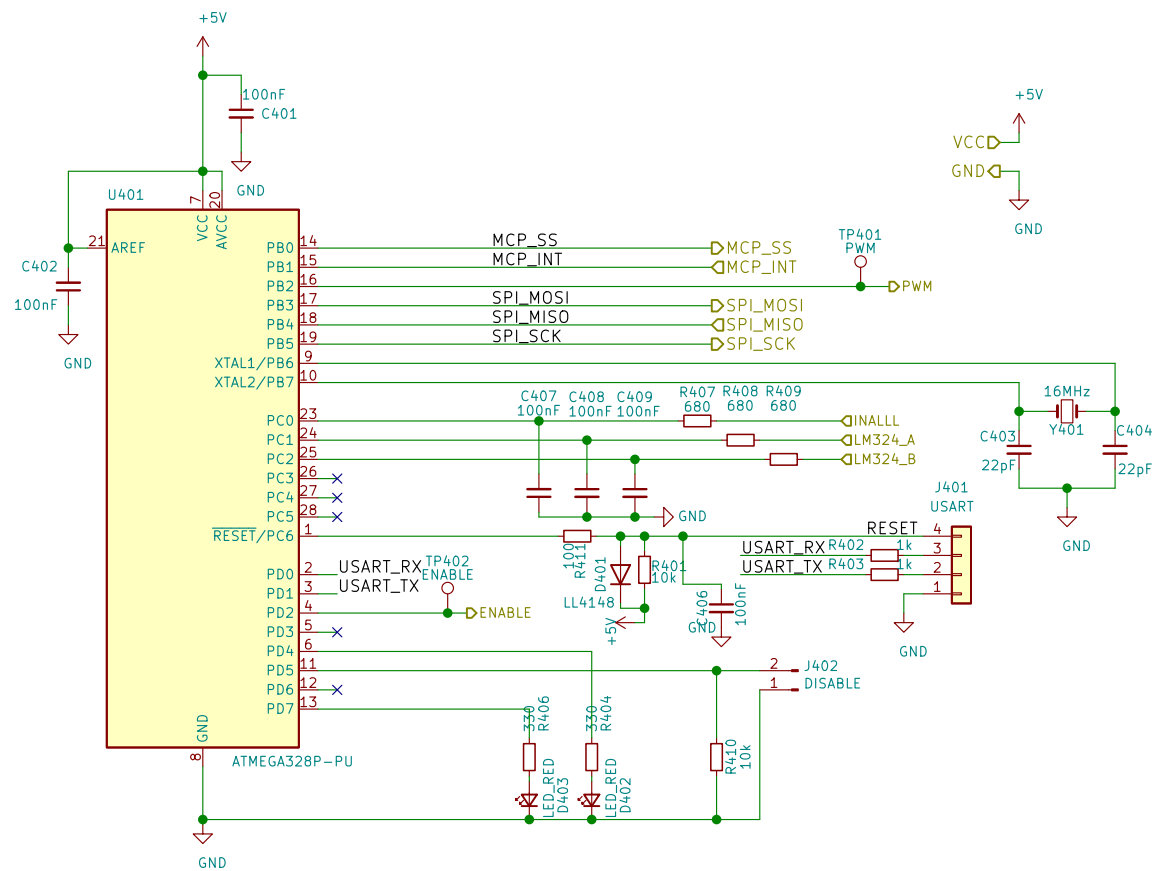 +5V
100nF
C401
+5V
VCC
GND
GND
U401
7
20
GND
VCC
AVCC
21
AREF
PB0
14
MCP_SS
MCP_SS
TP401
PWM
PB1
15
MCP_INT
MCP_INT
C402
PB2
16
PWM
100nF
PB3
17
SPI_MOSI
SPI_MOSI
PB4
18
SPI_MISO
SPI_MISO
PB5
19
SPI_SCK
SPI_SCK
GND
XTAL1/PB6
9
XTAL2/PB7
10
C407
100nF
C408
100nF
C409
100nF
R407
680
R408
680
R409
680
16MHz
Y401
PC0
23
INALLL
PC1
24
LM324_A
PC2
25
LM324_B
C403
22pF
C404
22pF
PC3
26
PC4
27
PC5
28
GND
J401
USART
GND
RESET/PC6
1
RESET
4
100
R411
D401
LL4148
R401
10k
USART_RX
R402
1k
3
USART_TX
R403
1k
2
1
PD0
2
USART_RX
PD1
3
USART_TX
TP402
ENABLE
PD2
4
ENABLE
+5V
C406
100nF
GND
GND
PD3
5
PD4
6
PD5
11
2
J402
PD6
12
1
DISABLE
PD7
13
330
R406
330
R404
GND
8
ATMEGA328P-PU
R410
10k
LED_RED
D403
LED_RED
D402
GND